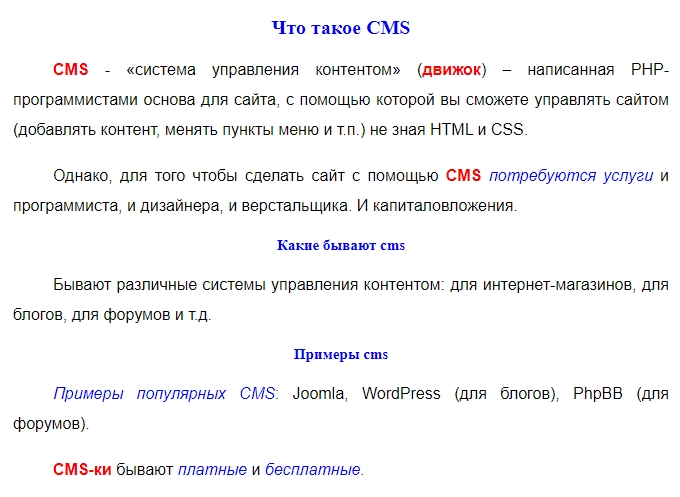 Что такое CMS
CMS - «система управления контентом» (движок) – написанная PHP-
программистами основа для сайта, с помощью которой вы сможете управлять сайтом
(добавлять контент, менять пункты меню и т.п.) не зная HTML и CSS.
Однако, для того чтобы сделать сайт с помощью CMS потребуются услуги и
программиста, и дизайнера, и верстальщика. И капиталовложения.
Какие бывают cms
Бывают различные системы управления контентом: для интернет-магазинов, для
блогов, для форумов и т.д.
Примеры cms
Примеры популярных CMS: Joomla, WordPress (для блогов), PhpBB (для
форумов).
CMS-ки бывают платные и бесплатные.